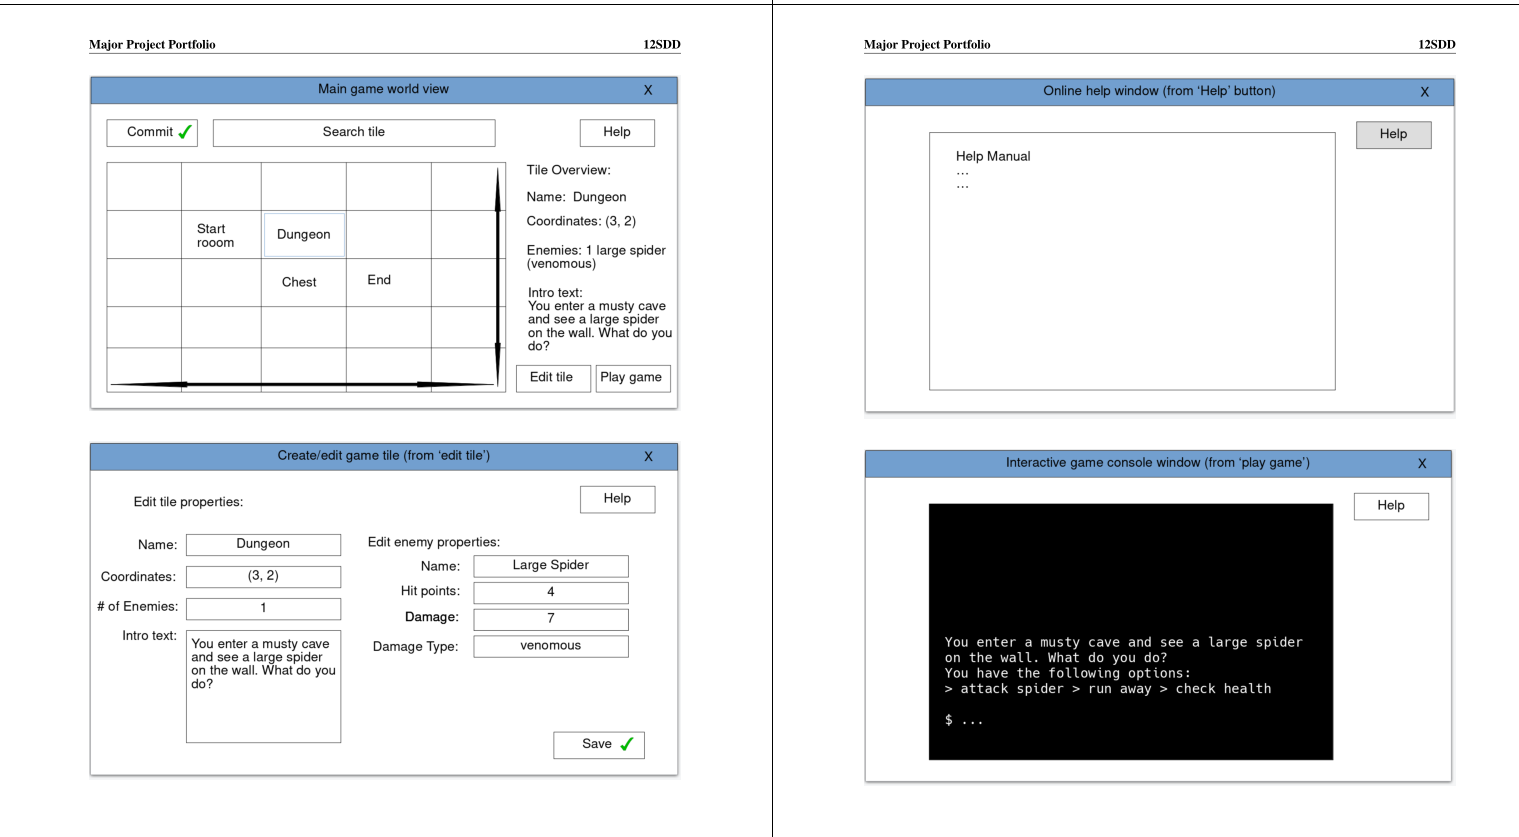 Major Project Portfolio 12SDD
Main game world view X
Commit Search tile Help
Start
rooom
Dungeon
Chest
End
Tile Overview:
Name: Dungeon
Coordinates: (3, 2)
Enemies: 1 large spider
(venomous)
Intro text:
You enter a musty cave
and see a large spider
on the wall. What do you
do?
Edit tile Play game
Create/edit game tile (from ‘edit tile’) X
Help
Edit tile properties:
Name: Dungeon
Coordinates: (3, 2)
# of Enemies: 1
Intro text:
You enter a musty cave
and see a large spider
on the wall. What do you
do?
Edit enemy properties:
Name: Large Spider
Hit points: 4
Damage: 7
Damage Type: venomous
Save
Major Project Portfolio 12SDD
Online help window (from ‘Help’ button) X
Help
Help Manual
...
...
Interactive game console window (from ‘play game’) X
Help
You enter a musty cave and see a large spider
on the wall. What do you do?
You have the following options:
> attack spider > run away > check health
$ ...